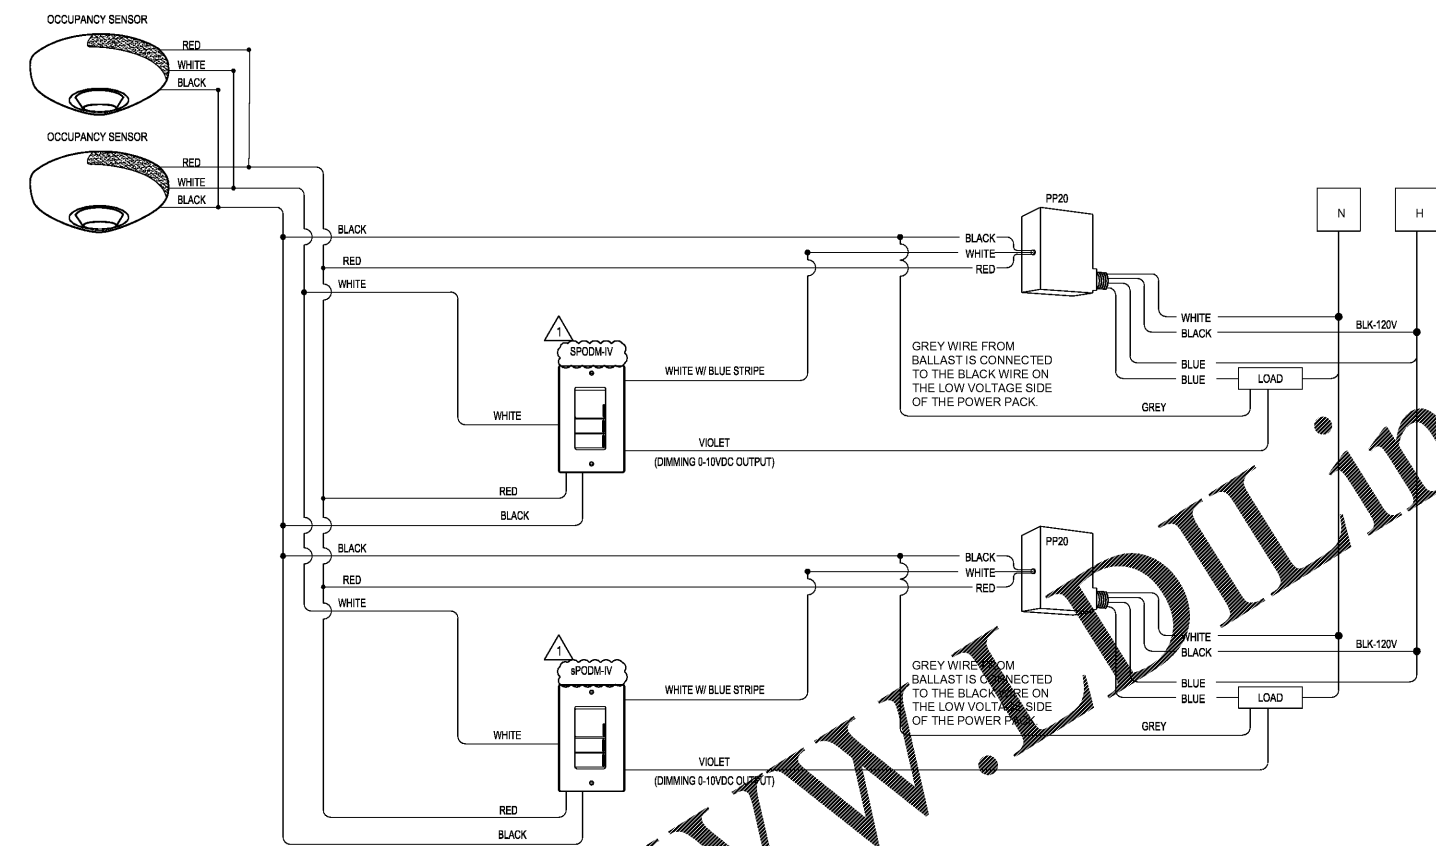 OCCUPANCY SENSOR
RED
WHITE
BLACK
OCCUPANCY SENSOR
RED
WHITE
BLACK
PP20
N
H
BLACK
BLACK
WHITE
RED
RED
WHITE
WHITE
BLACK
BLK-120V
1
SPODM-IV
GREY WIRE FROM
BALLAST IS CONNECTED
TO THE BLACK WIRE ON
THE LOW VOLTAGE SIDE
OF THE POWER PACK.
BLUE
BLUE
LOAD
WHITE W/ BLUE STRIPE
GREY
WHITE
VIOLET
(DIMMING 0-10VDC OUTPUT)
RED
BLACK
PP20
BLACK
BLACK
WHITE
RED
RED
WHITE
WHITE
BLACK
BLK-120V
1
sPODM-IV
GREY WIRE FROM
BALLAST IS CONNECTED
TO THE BLACK WIRE ON
THE LOW VOLTAGE SIDE
OF THE POWER PACK.
BLUE
BLUE
LOAD
WHITE W/ BLUE STRIPE
GREY
WHITE
VIOLET
(DIMMING 0-10VDC OUTPUT)
RED
BLACK